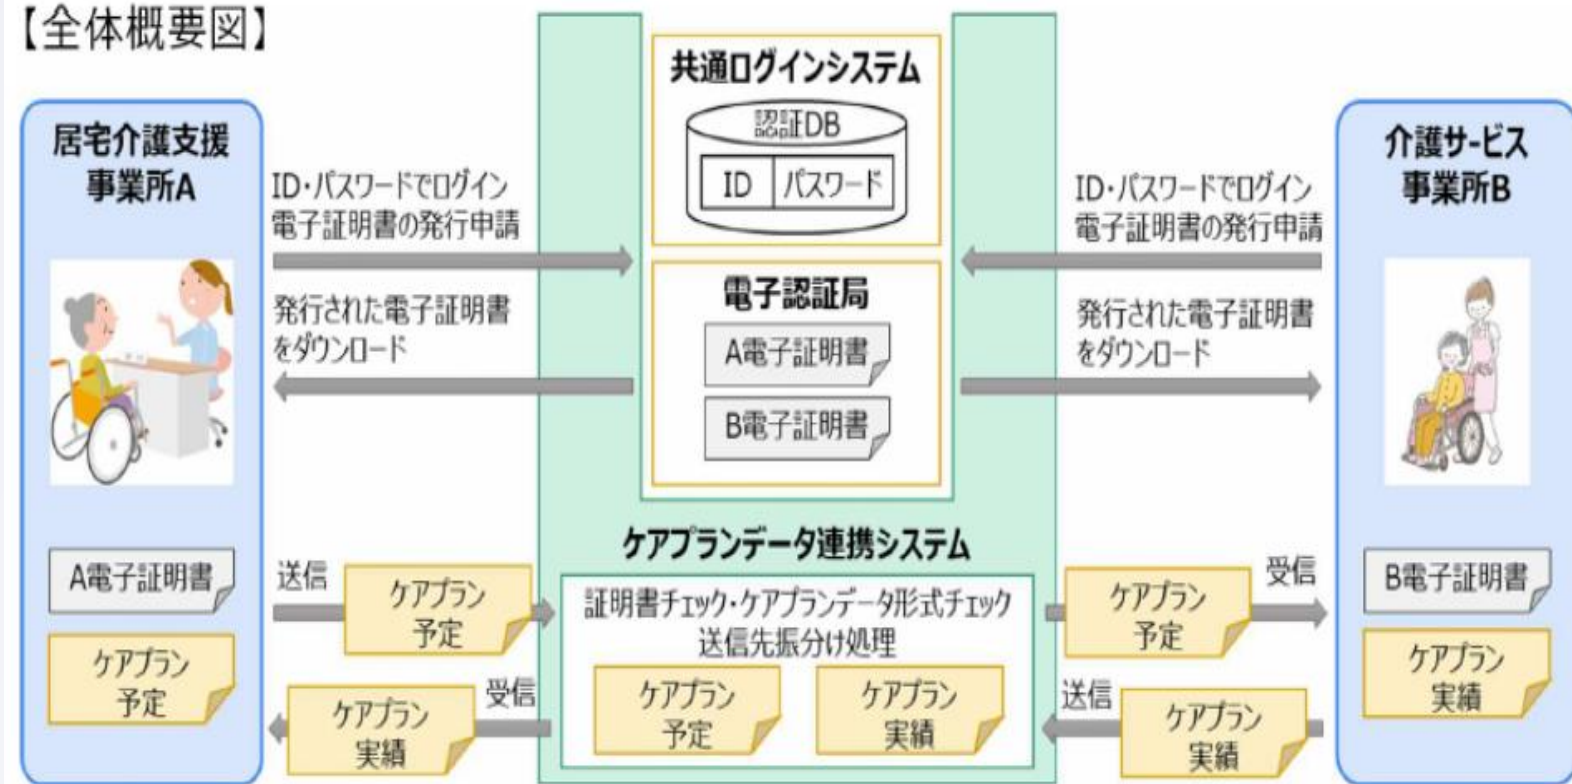 【全体概要図】
居宅介護支援
事業所A
A電子証明書
ケアプラン
予定
ID・パスワードでログイン
電子証明書の発行申請
発行された電子証明書
をダウンロード
送信
ケアプラン
予定
受信
ケアプラン
実績
共通ログインシステム
認証DB
ID
パスワード
電子認証局
A電子証明書
B電子証明書
ケアプランデータ連携システム
証明書チェック・ケアプランデータ形式チェック
送信先振分け処理
ケアプラン
予定
ケアプラン
実績
ID・パスワードでログイン
電子証明書の発行申請
発行された電子証明書
をダウンロード
ケアプラン
予定
受信
送信
ケアプラン
実績
介護サービス
事業所B
B電子証明書
ケアプラン
実績